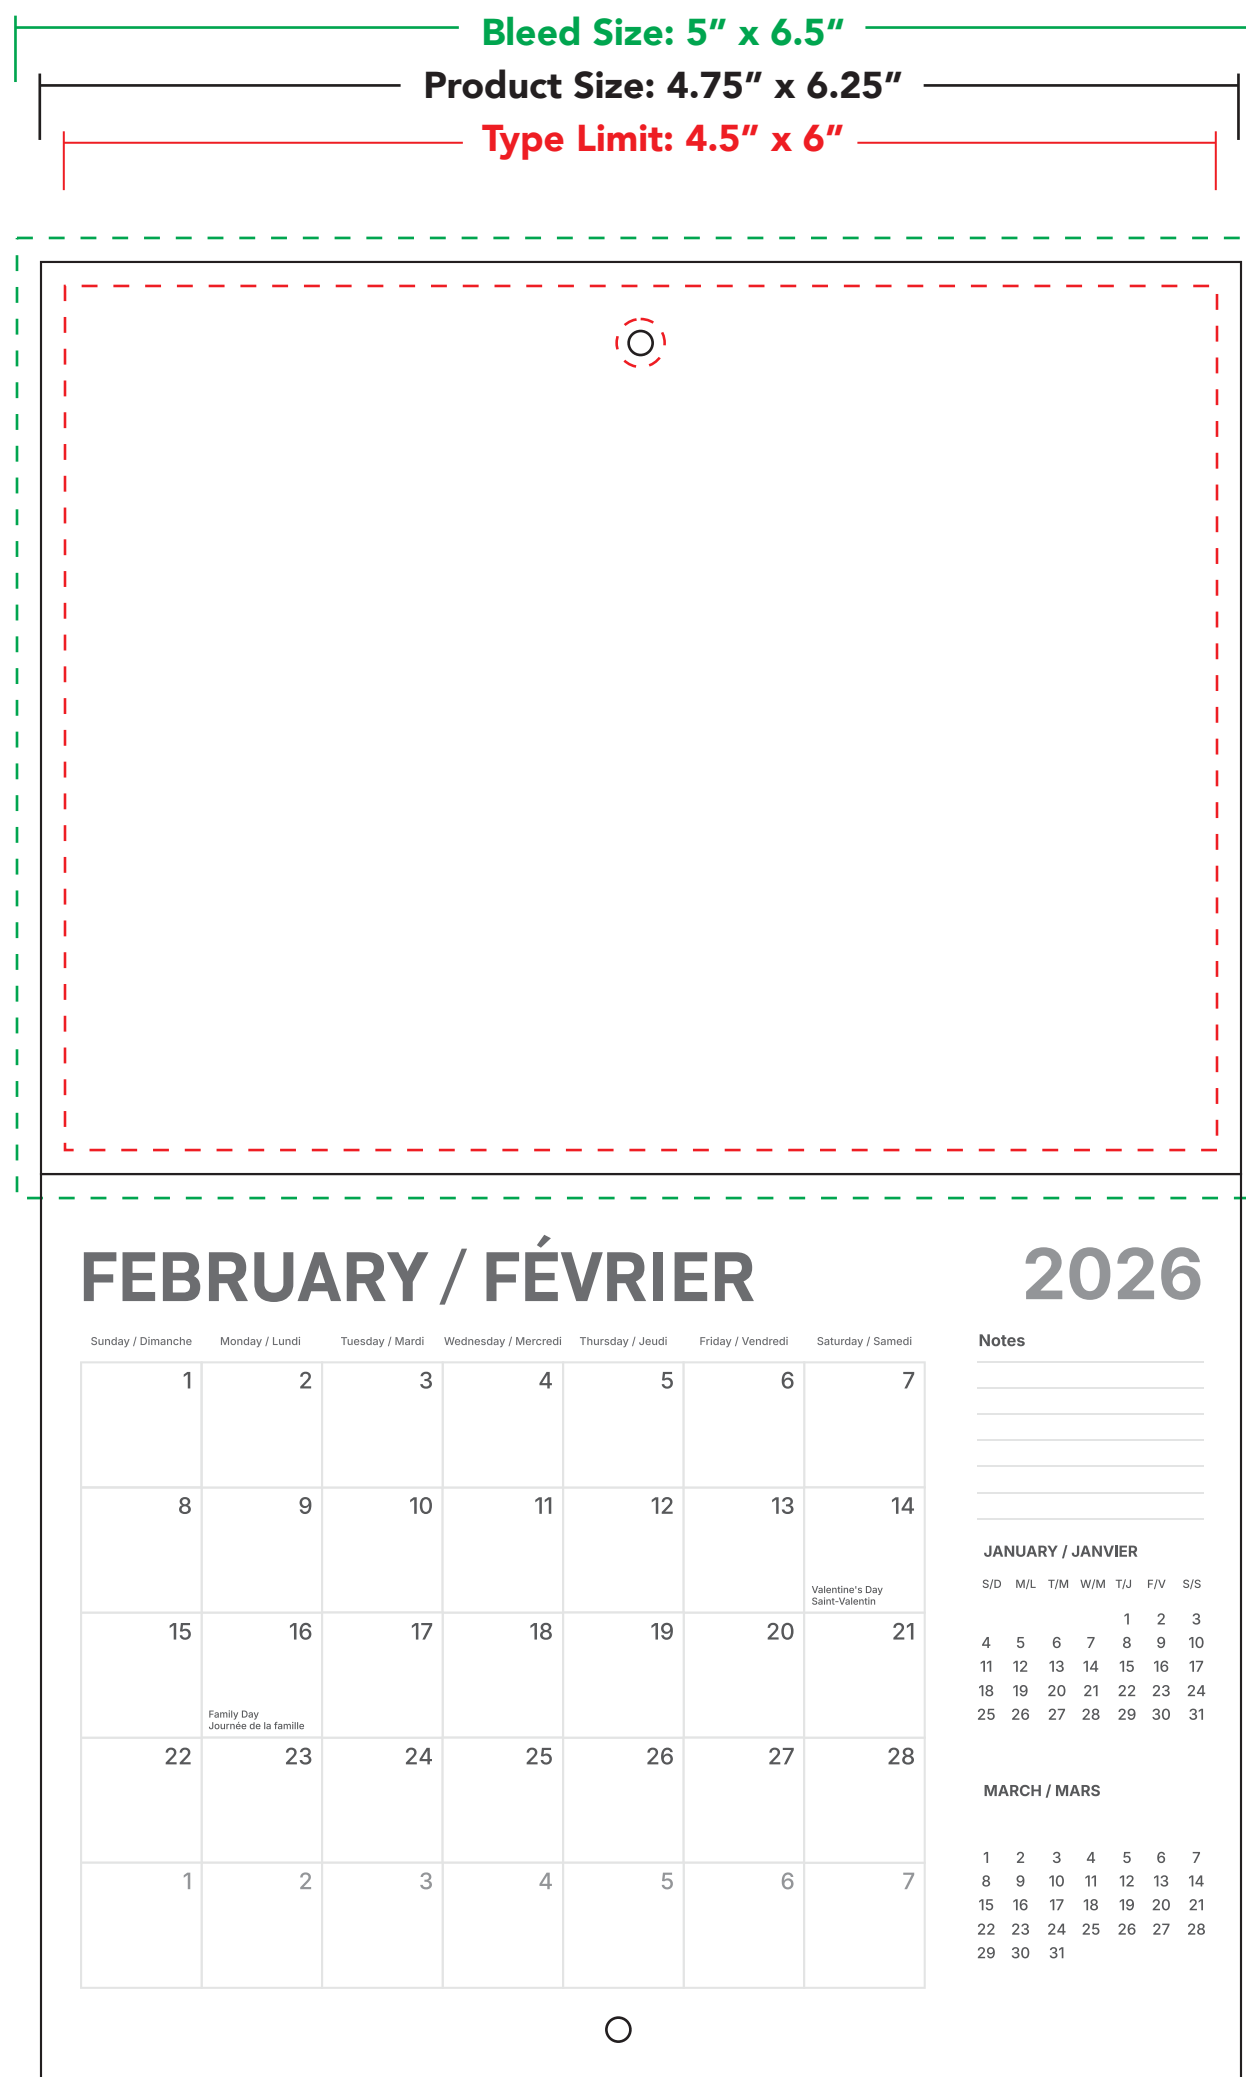 Bleed Size: 5” x 6.5”
Product Size: 4.75” x 6.25”
Type Limit: 4.5” x 6”
FEBRUARY / FÉVRIER
2026
Sunday / Dimanche Monday / Lundi Tuesday / Mardi Wednesday / Mercredi Thursday / Jeudi Friday / Vendredi Saturday / Samedi
1 2 3 4 5 6 7
8 9 10 11 12 13 14
Valentine's Day
Saint-Valentin
15 16 17 18 19 20 21
Family Day
Journée de la famille
22 23 24 25 26 27 28
1 2 3 4 5 6 7
Notes
JANUARY / JANVIER
S/D M/L T/M W/M T/J F/V S/S
1 2 3
4 5 6 7 8 9 10
11 12 13 14 15 16 17
18 19 20 21 22 23 24
25 26 27 28 29 30 31
MARCH / MARS
1 2 3 4 5 6 7
8 9 10 11 12 13 14
15 16 17 18 19 20 21
22 23 24 25 26 27 28
29 30 31